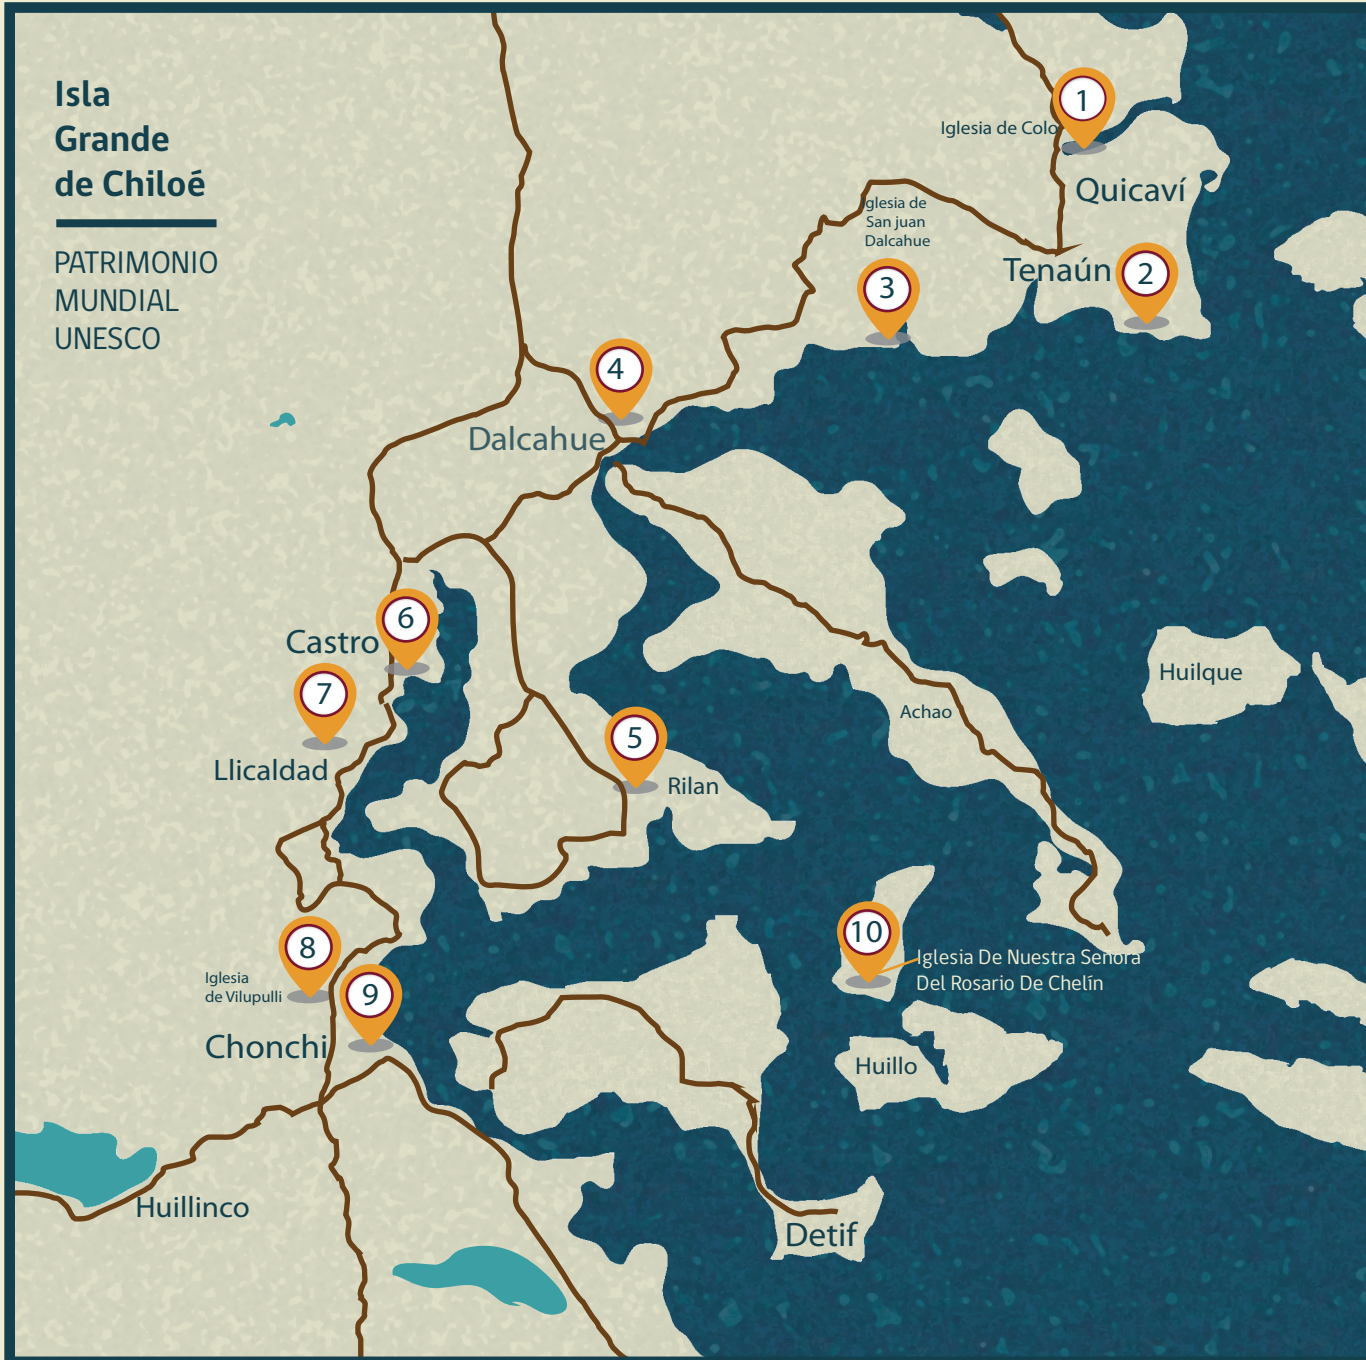 Isla
Grande
de Chiloé
PATRIMONIO
MUNDIAL
UNESCO
1
Iglesia de Colo
Quicaví
glesia de
San juan
Dalcahue
Tenaún
2
3
4
Dalcahue
6
Castro
7
Llicaldad
5
Rilan
Achao
Huilque
10
Iglesia De Nuestra Señora
Del Rosario De Chelín
8
Iglesia
de Vilupulli
9
Chonchi
Huillo
Huillinco
Detif